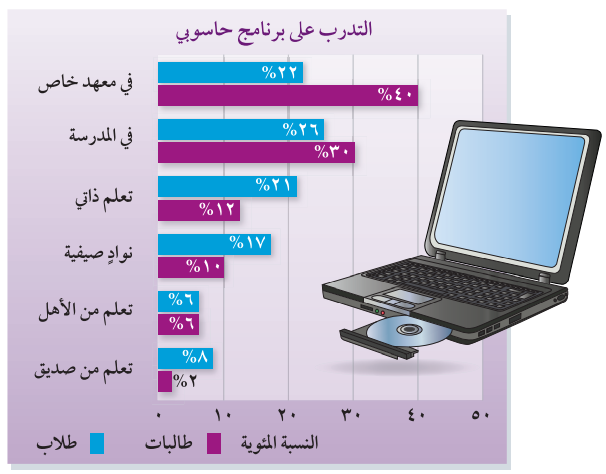 التدرب على برنامج حاسوبي
في معهد خاص
%٢٢
%٤٠
في المدرسة
%٢٦
%٣٠
تعلم ذاتي
%٢١
%١٢
نوادٍ صيفية
%١٧
%١٠
تعلم من الأهل
%٦
%٦
تعلم من صديق
%٨
%٢
٠ ١٠ ٢٠ ٣٠ ٤٠ ٥٠
النسبة المئوية طالبات طلاب